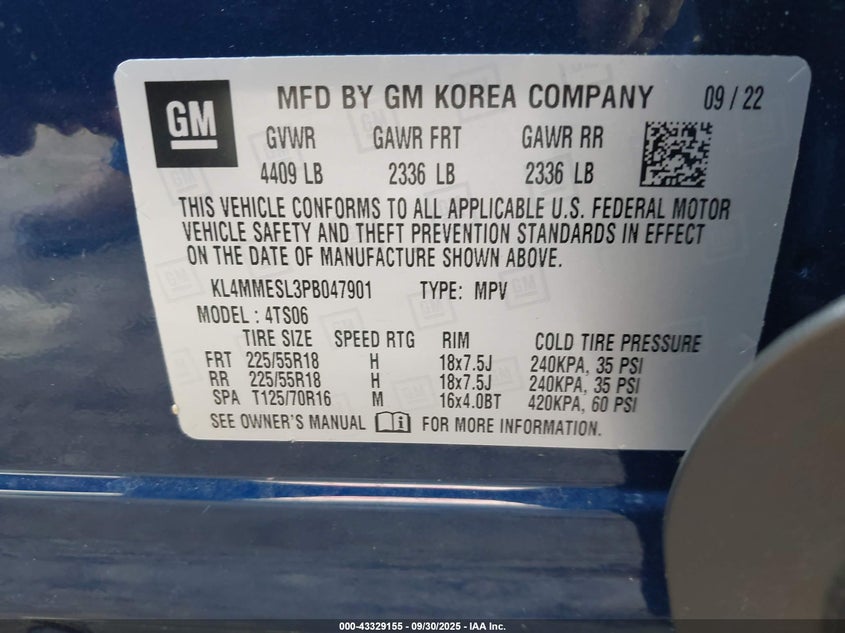 GM
MFD BY GM KOREA COMPANY 09 / 22
GVWR GAWR FRT GAWR RR
4409 LB 2336 LB 2336 LB
THIS VEHICLE CONFORMS TO ALL APPLICABLE U.S. FEDERAL MOTOR
VEHICLE SAFETY AND THEFT PREVENTION STANDARDS IN EFFECT
ON THE DATE OF MANUFACTURE SHOWN ABOVE.
KL4MMESL3PB047901 TYPE: MPV
MODEL : 4TS06
TIRE SIZE SPEED RTG RIM COLD TIRE PRESSURE
FRT 225/55R18 H 18x7.5J 240KPA, 35 PSI
RR 225/55R18 H 18x7.5J 240KPA, 35 PSI
SPA T125/70R16 M 16x4.0BT 420KPA, 60 PSI
SEE OWNER'S MANUAL FOR MORE INFORMATION.
000-43329155 - 09/30/2025 - IAA Inc.